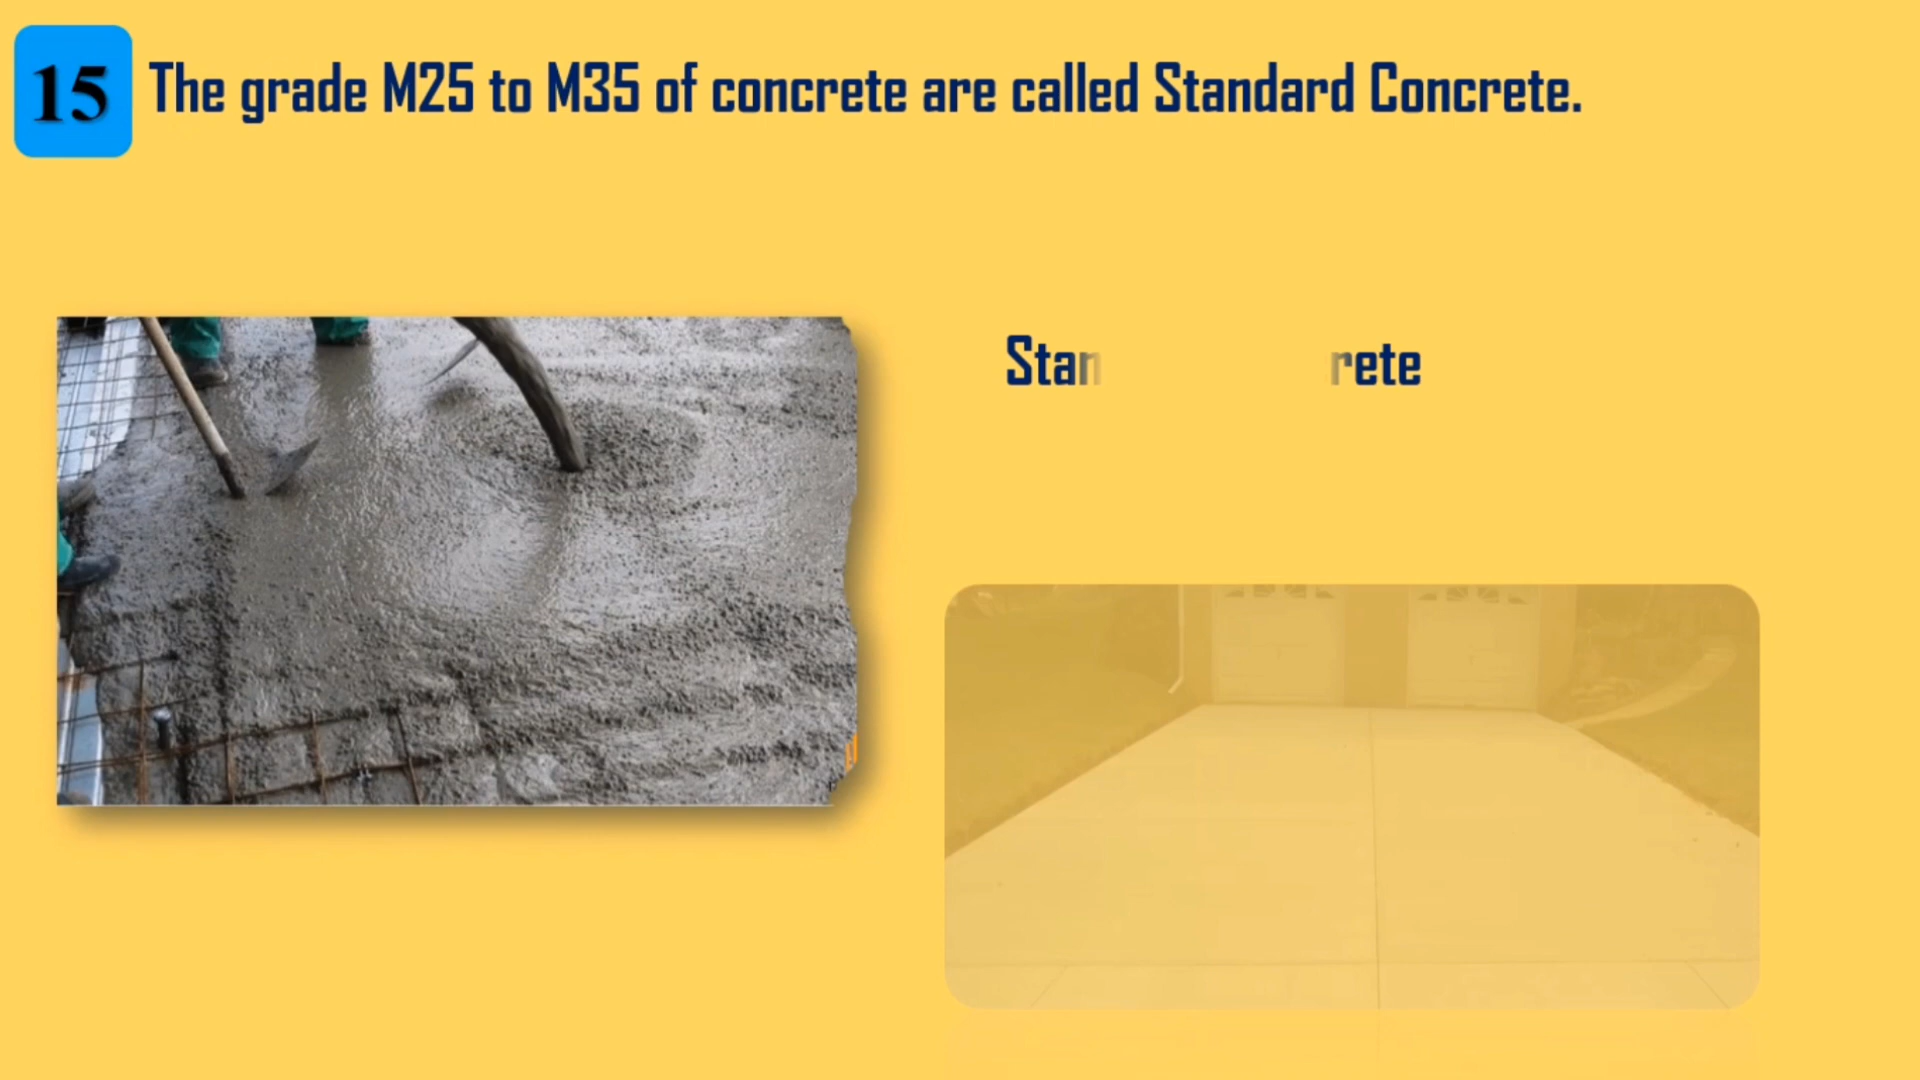 15
The grade M25 to M35 of concrete are called Standard Concrete.
Stan rete